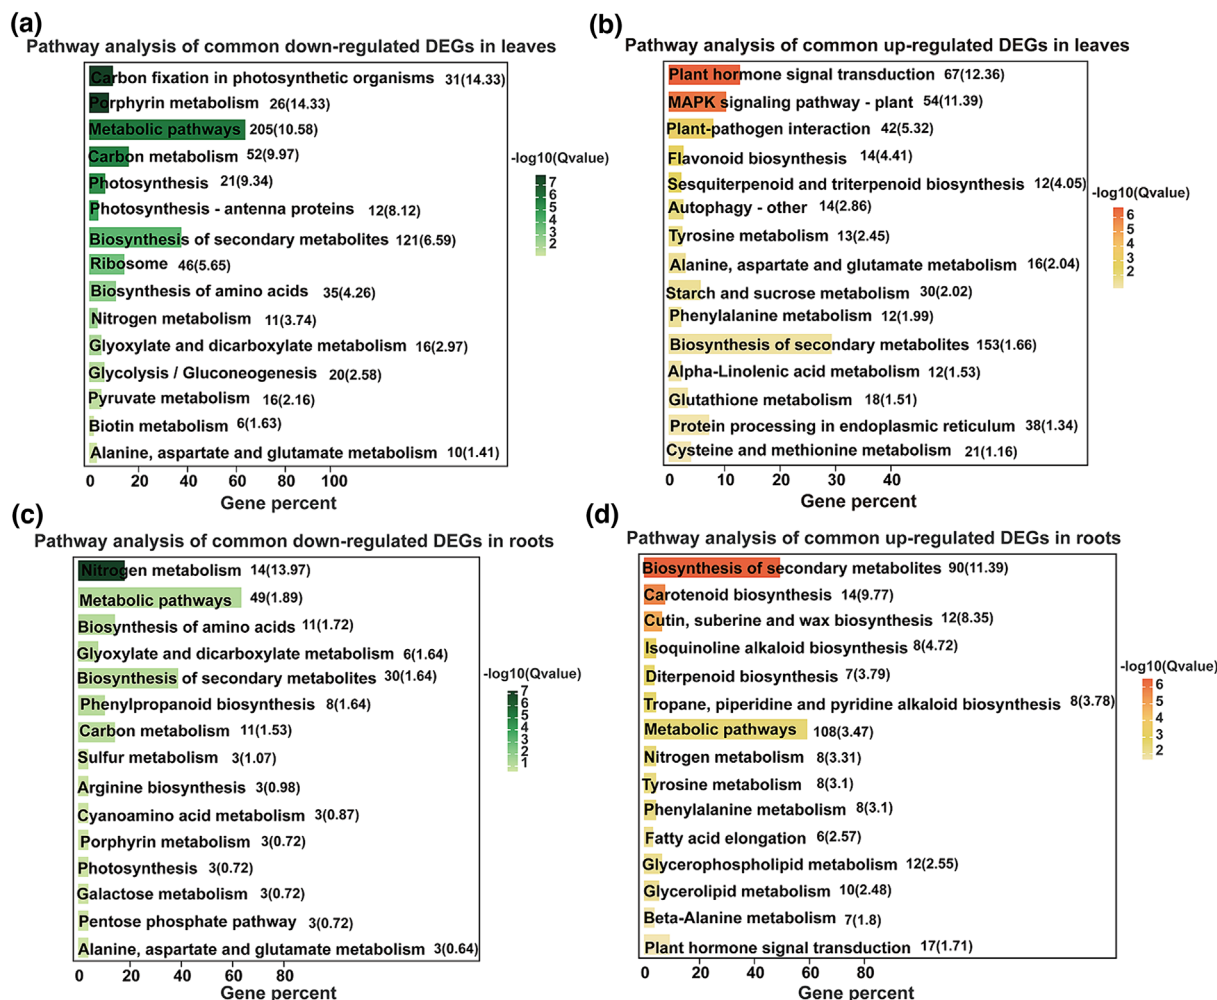 (a)
Pathway analysis of common down-regulated DEGs in leaves
Carbon fixation in photosynthetic organisms 31(14.33)
Porphyrin metabolism 26(14.33)
Metabolic pathways 205(10.58)
Carbon metabolism 52(9.97)
Photosynthesis 21(9.34)
Photosynthesis - antenna proteins 12(8.12)
Biosynthesis of secondary metabolites 121(6.59)
Ribosome 46(5.65)
Biosynthesis of amino acids 35(4.26)
Nitrogen metabolism 11(3.74)
Glyoxylate and dicarboxylate metabolism 16(2.97)
Glycolysis / Gluconeogenesis 20(2.58)
Pyruvate metabolism 16(2.16)
Biotin metabolism 6(1.63)
Alanine, aspartate and glutamate metabolism 10(1.41)
0 20 40 60 80 100
Gene percent
-log10(Qvalue)
7
6
5
4
3
2
(b)
Pathway analysis of common up-regulated DEGs in leaves
Plant hormone signal transduction 67(12.36)
MAPK signaling pathway - plant 54(11.39)
Plant-pathogen interaction 42(5.32)
Flavonoid biosynthesis 14(4.41)
Sesquiterpenoid and triterpenoid biosynthesis 12(4.05)
Autophagy - other 14(2.86)
Tyrosine metabolism 13(2.45)
Alanine, aspartate and glutamate metabolism 16(2.04)
Starch and sucrose metabolism 30(2.02)
Phenylalanine metabolism 12(1.99)
Biosynthesis of secondary metabolites 153(1.66)
Alpha-Linolenic acid metabolism 12(1.53)
Glutathione metabolism 18(1.51)
Protein processing in endoplasmic reticulum 38(1.34)
Cysteine and methionine metabolism 21(1.16)
0 10 20 30 40
Gene percent
-log10(Qvalue)
6
5
4
3
2
(c)
Pathway analysis of common down-regulated DEGs in roots
Nitrogen metabolism 14(13.97)
Metabolic pathways 49(1.89)
Biosynthesis of amino acids 11(1.72)
Glyoxylate and dicarboxylate metabolism 6(1.64)
Biosynthesis of secondary metabolites 30(1.64)
Phenylpropanoid biosynthesis 8(1.64)
Carbon metabolism 11(1.53)
Sulfur metabolism 3(1.07)
Arginine biosynthesis 3(0.98)
Cyanoamino acid metabolism 3(0.87)
Porphyrin metabolism 3(0.72)
Photosynthesis 3(0.72)
Galactose metabolism 3(0.72)
Pentose phosphate pathway 3(0.72)
Alanine, aspartate and glutamate metabolism 3(0.64)
0 20 40 60 80
Gene percent
-log10(Qvalue)
7
6
5
4
3
2
1
(d)
Pathway analysis of common up-regulated DEGs in roots
Biosynthesis of secondary metabolites 90(11.39)
Carotenoid biosynthesis 14(9.77)
Cutin, suberine and wax biosynthesis 12(8.35)
Isoquinoline alkaloid biosynthesis 8(4.72)
Diterpenoid biosynthesis 7(3.79)
Tropane, piperidine and pyridine alkaloid biosynthesis 8(3.78)
Metabolic pathways 108(3.47)
Nitrogen metabolism 8(3.31)
Tyrosine metabolism 8(3.1)
Phenylalanine metabolism 8(3.1)
Fatty acid elongation 6(2.57)
Glycerophospholipid metabolism 12(2.55)
Glycerolipid metabolism 10(2.48)
Beta-Alanine metabolism 7(1.8)
Plant hormone signal transduction 17(1.71)
0 20 40 60 80
Gene percent
-log10(Qvalue)
6
5
4
3
2